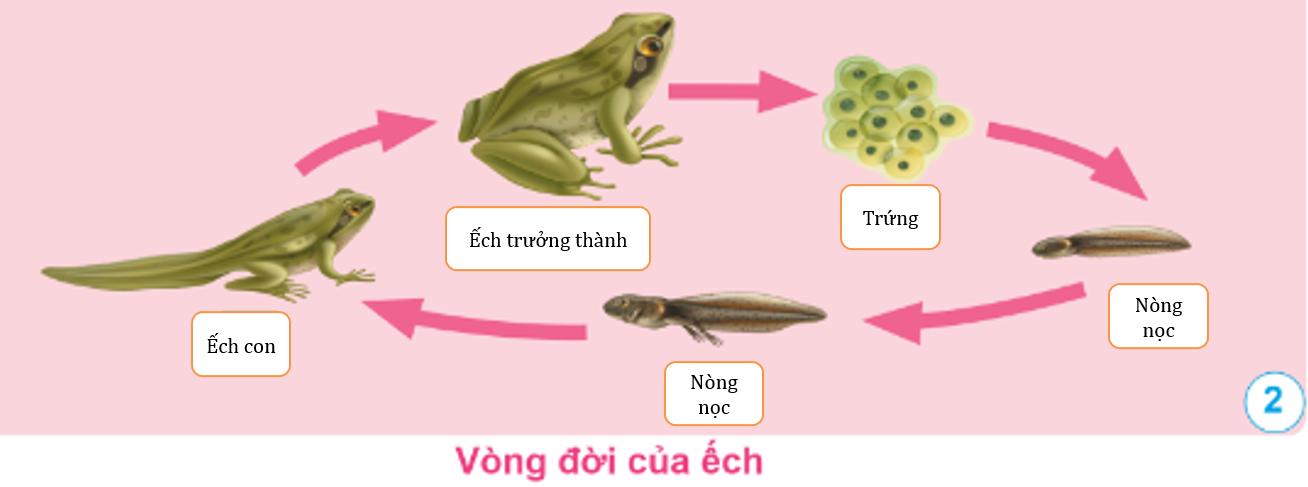 Ếch trưởng thành
Trứng
Nòng
nọc
Nòng
nọc
Ếch con
2
Vòng đời của ếch